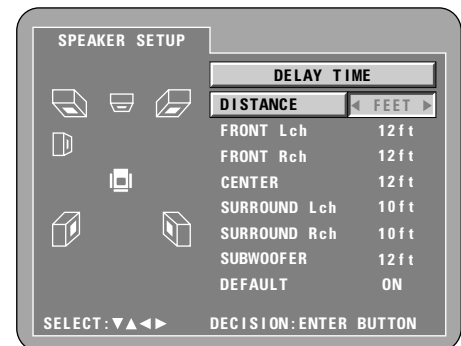 SPEAKER SETUP
DELAY TIME
DISTANCE ◀ FEET ▶
FRONT Lch 12ft
FRONT Rch 12ft
CENTER 12ft
SURROUND Lch 10ft
SURROUND Rch 10ft
SUBWOOFER 12ft
DEFAULT ON
SELECT:▼▲◀▶ DECISION:ENTER BUTTON